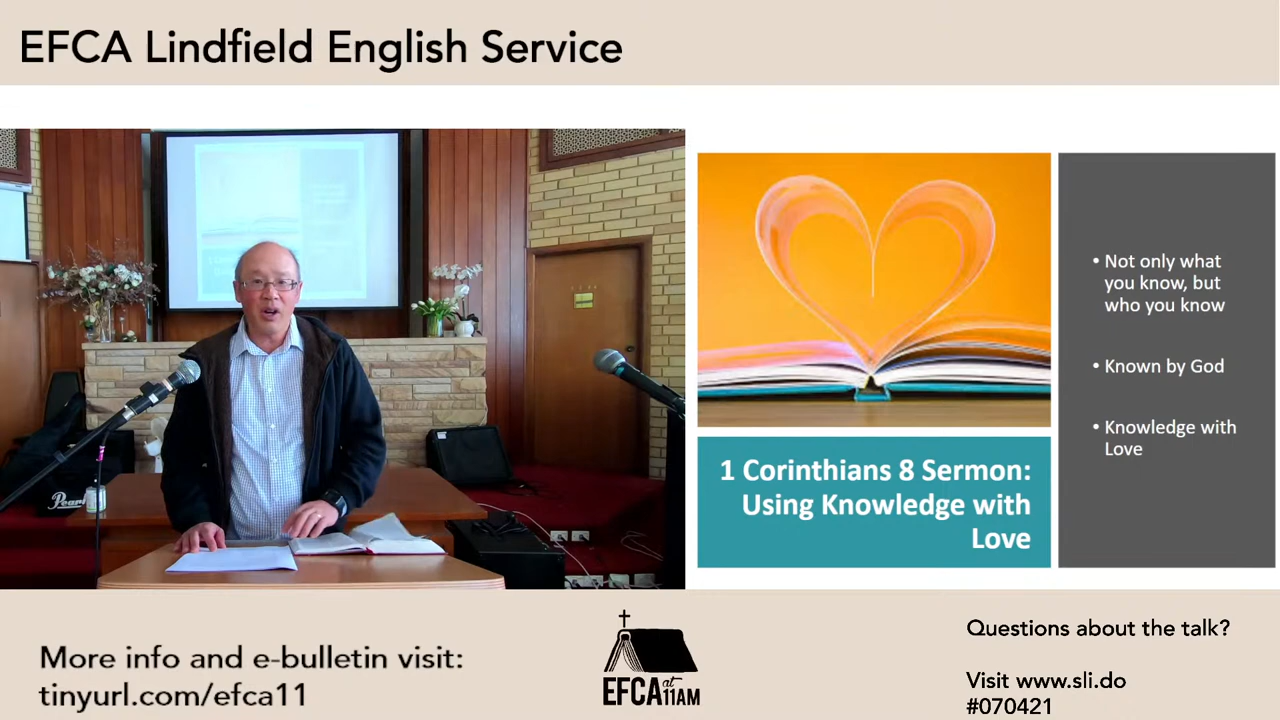 EFCA Lindfield English Service
Pearl
• Not only what
you know, but
who you know
• Known by God
• Knowledge with
Love
1 Corinthians 8 Sermon:
Using Knowledge with
Love
More info and e-bulletin visit:
tinyurl.com/efca11
EFCA at 11AM
Questions about the talk?
Visit www.sli.do
#070421